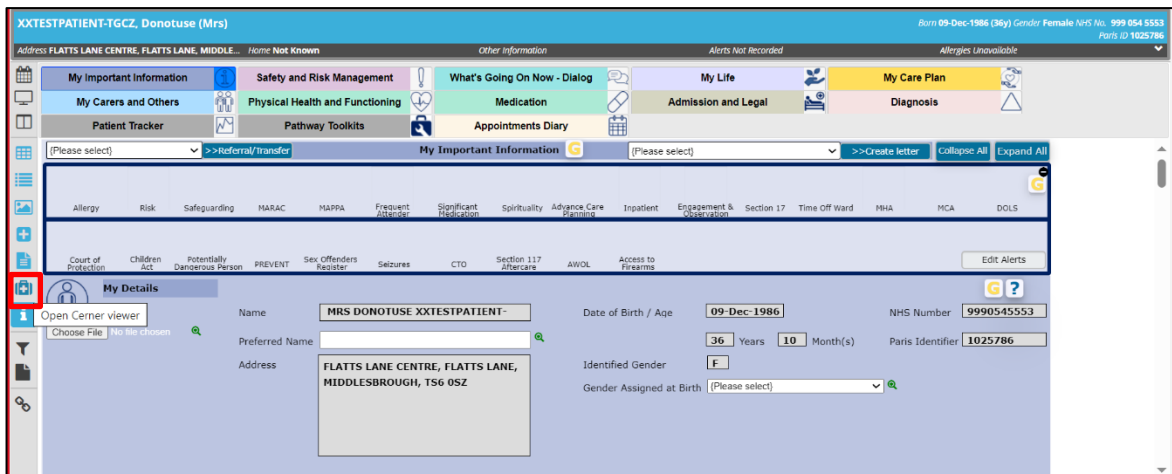 XXTESTPATIENT-TGCZ, Donotuse (Mrs)
Born 09-Dec-1986 (36y) Gender Female NHS No. 999 054 5553
Paris ID 1025786
Address FLATTS LANE CENTRE, FLATTS LANE, MIDDLE... Home Not Known Other Information Alerts Not Recorded Allergies Unavailable
My Important Information Safety and Risk Management What's Going On Now - Dialog My Life My Care Plan
My Carers and Others Physical Health and Functioning Medication Admission and Legal Diagnosis
Patient Tracker Pathway Toolkits Appointments Diary
{Please select} >>Referral/Transfer My Important Information G {Please select} >>Create letter Collapse All Expand All
G
Allergy Risk Safeguarding MARAC MAPPA Frequent Attender Significant Medication Spirituality Advance Care Planning Inpatient Engagement & Observation Section 17 Time Off Ward MHA MCA DOLS
Court of Protection Children Act Potentially Dangerous Person PREVENT Sex Offenders Register Seizures CTO Section 117 Aftercare AWOL Access to Firearms Edit Alerts
My Details G ?
Open Cerner viewer
Name MRS DONOTUSE XXTESTPATIENT- Date of Birth / Age 09-Dec-1986 NHS Number 9990545553
Choose File No file chosen
Preferred Name 36 Years 10 Month(s) Paris Identifier 1025786
Address FLATTS LANE CENTRE, FLATTS LANE, Identified Gender F
MIDDLESBROUGH, TS6 0SZ
Gender Assigned at Birth {Please select}